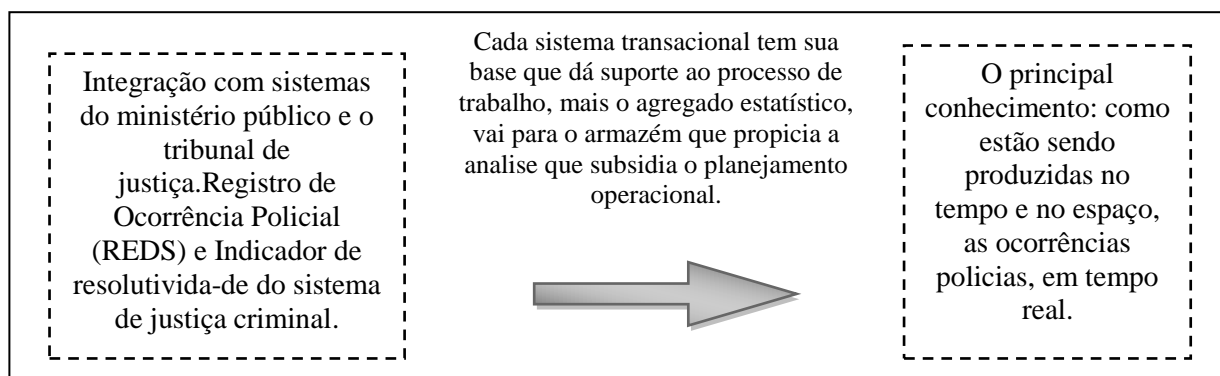 Integração com sistemas
do ministério público e o
tribunal de
justiça.Registro de
Ocorrência Policial
(REDS) e Indicador de
resolutivida-de do sistema
de justiça criminal.
Cada sistema transacional tem sua
base que dá suporte ao processo de
trabalho, mais o agregado estatístico,
vai para o armazém que propicia a
analise que subsidia o planejamento
operacional.
O principal
conhecimento: como
estão sendo
produzidas no
tempo e no espaço,
as ocorrências
policias, em tempo
real.